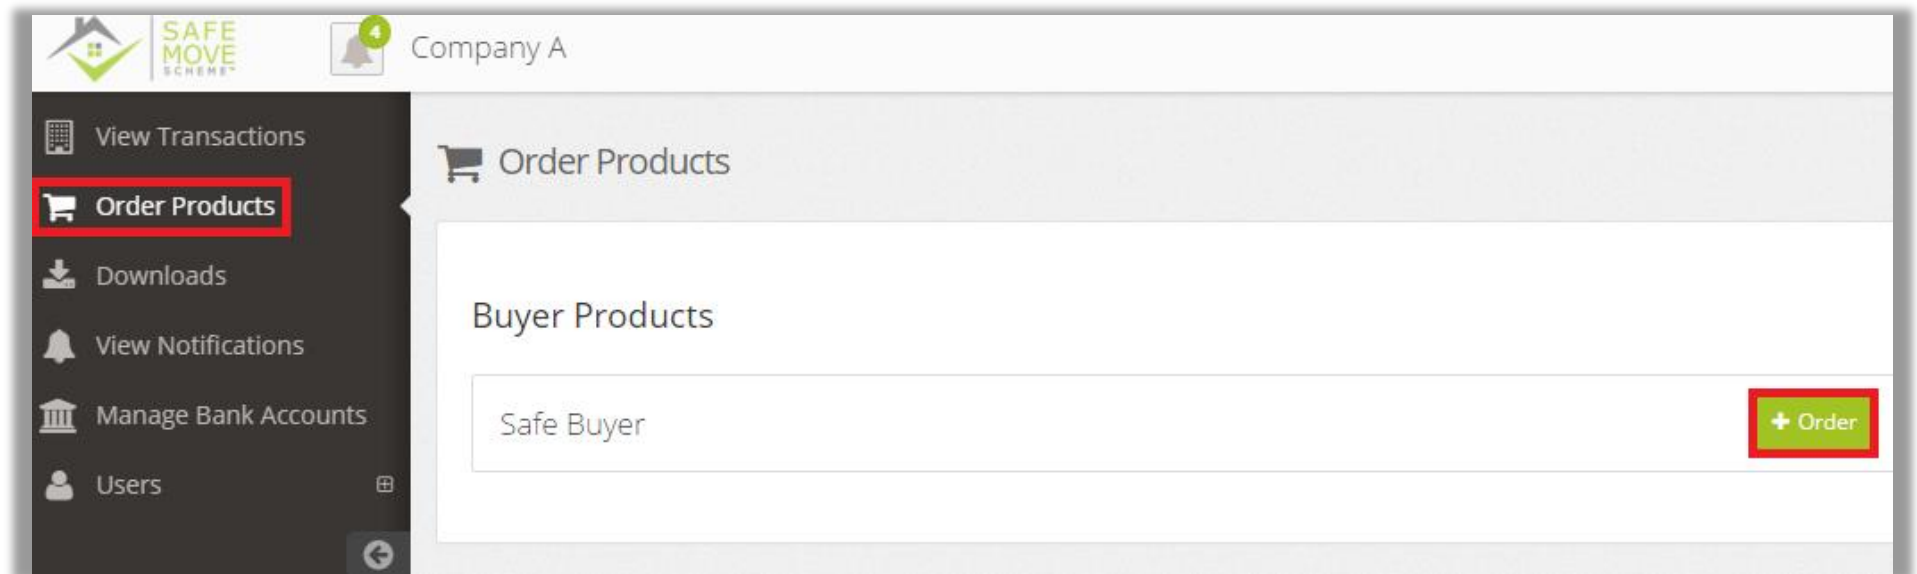 SAFE
MOVE
SCHEME™
4
Company A
View Transactions
Order Products
Downloads
View Notifications
Manage Bank Accounts
Users
Order Products
Buyer Products
Safe Buyer
+ Order